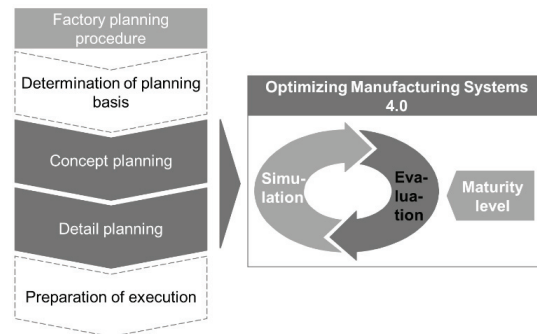 Factory planning
procedure
Determination of planning
basis
Concept planning
Detail planning
Preparation of execution
Optimizing Manufacturing Systems
4.0
Simu-
lation
Eva-
lua-
tion
Maturity
level